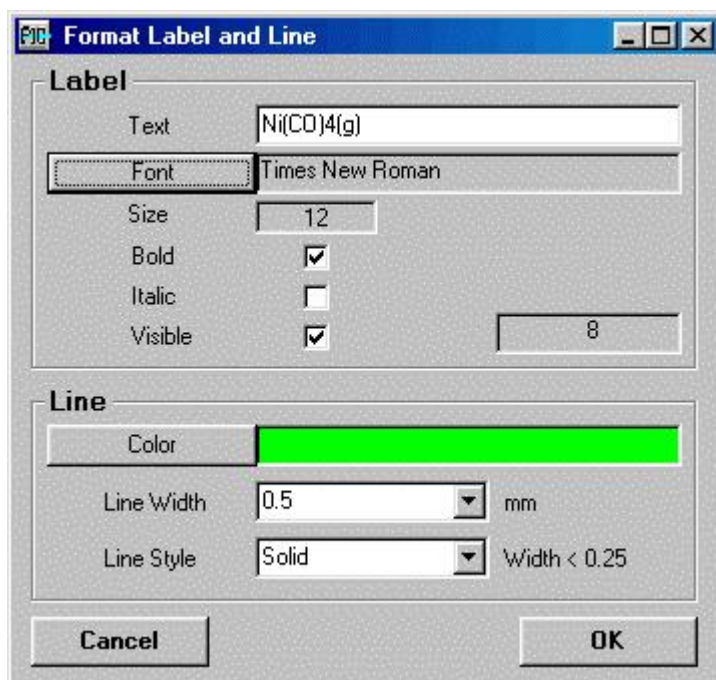 Format Label and Line
Label
Text Ni(CO)4(g)
Font Times New Roman
Size 12
Bold
Italic
Visible 8
Line
Color
Line Width 0.5 mm
Line Style Solid Width < 0.25
Cancel OK